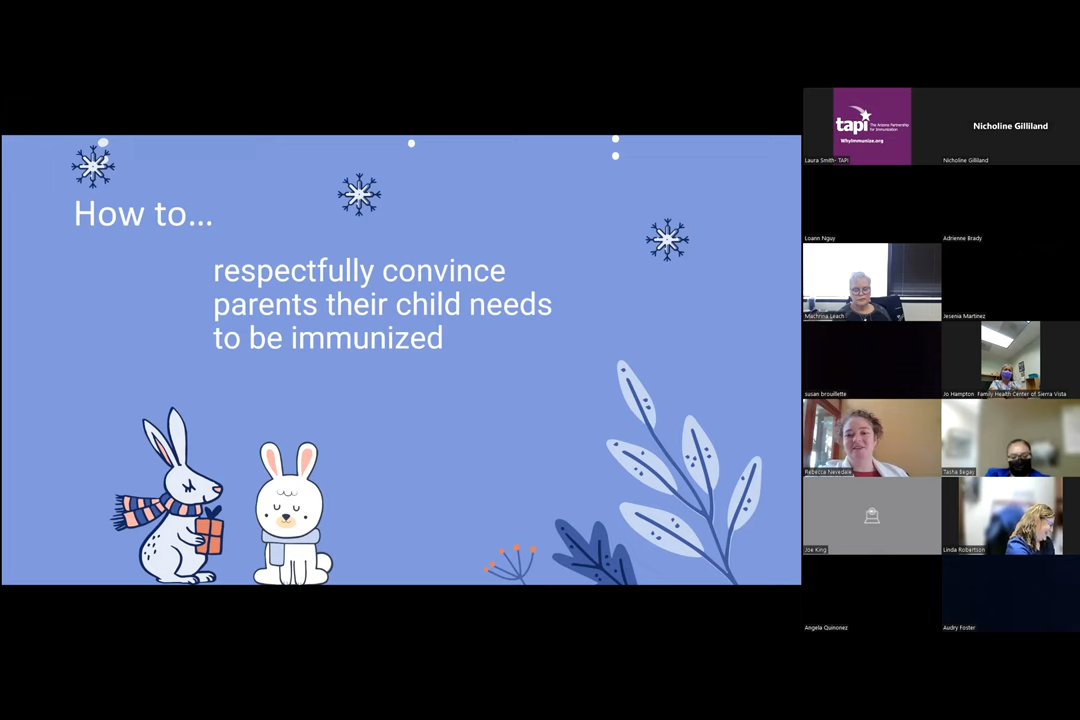 How to...
respectfully convince
parents their child needs
to be immunized
tapi
The Arizona Partnership
for Immunization
WhyImmunize.org
Laura Smith- TAPI
Nicholine Gilliland
Nicholine Gilliland
Loann Nguy
Adrienne Brady
Machrina Leach
Jesenia Martinez
susan brouillette
Jo Hampton Family Health Center of Sierra Vista
Rebecca Nevedale
Tasha Begay
Joe King
Linda Robertson
Angela Quinonez
Audry Foster